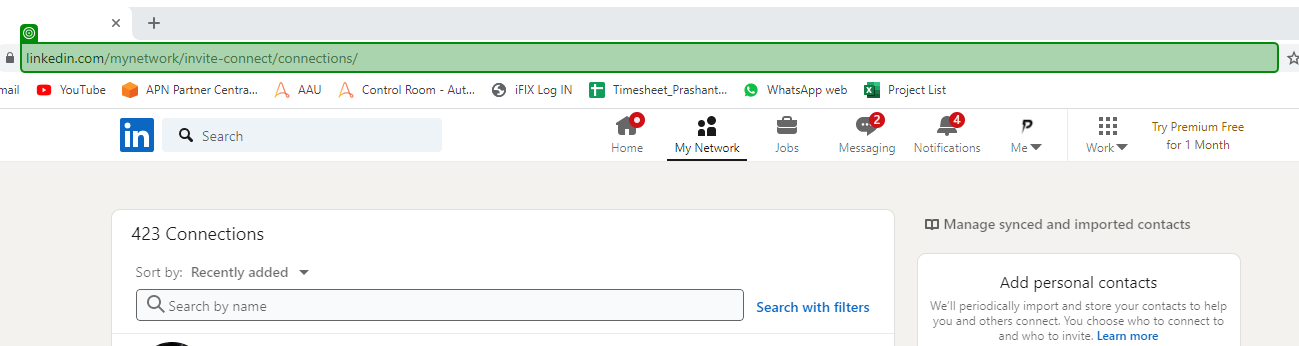 linkedin.com/mynetwork/invite-connect/connections/
mail YouTube APN Partner Centra... AAU Control Room - Aut... iFIX Log IN Timesheet_Prashant... WhatsApp web Project List
in Search Home My Network Jobs 2 Messaging 4 Notifications Me Work Try Premium Free
for 1 Month
423 Connections
Manage synced and imported contacts
Sort by: Recently added
Search by name Search with filters
Add personal contacts
We'll periodically import and store your contacts to help
you and others connect. You choose who to connect to
and who to invite. Learn more